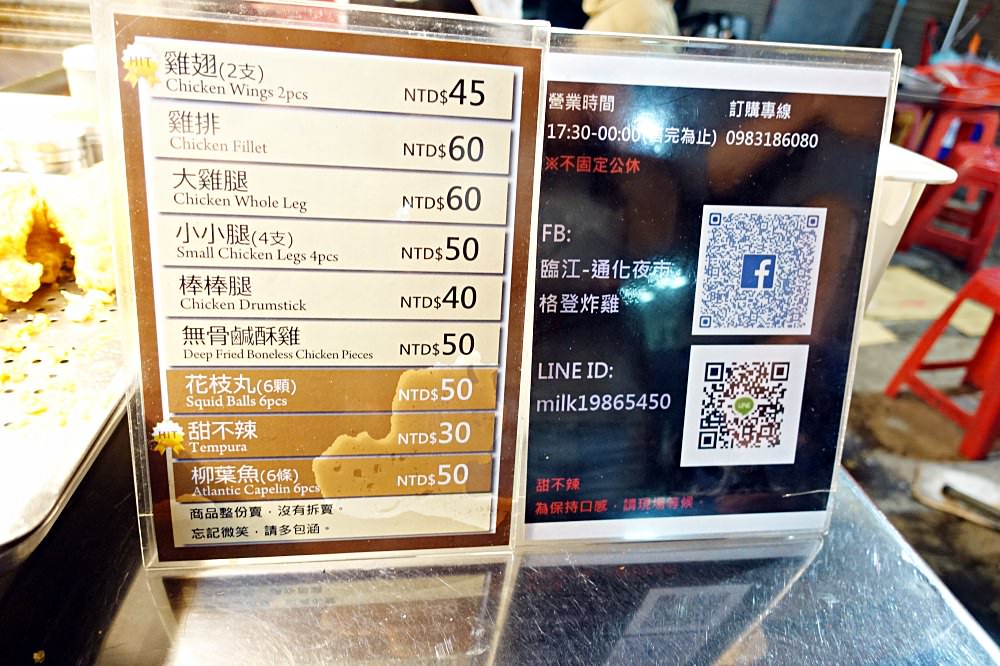 HIT
雞翅(2支)
Chicken Wings 2pcs
NTD$45
雞排
Chicken Fillet
NTD$60
大雞腿
Chicken Whole Leg
NTD$60
小小腿(4支)
Small Chicken Legs 4pcs
NTD$50
棒棒腿
Chicken Drumstick
NTD$40
無骨鹹酥雞
Deep Fried Boneless Chicken Pieces
NTD$50
花枝丸(6顆)
Squid Balls 6pcs
NTD$50
HIT
甜不辣
Tempura
NTD$30
柳葉魚(6條)
Atlantic Capelin 6pcs
NTD$50
商品整份賣,沒有拆賣。
忘記微笑,請多包涵。
營業時間
訂購專線
17:30-00:00(售完為止) 0983186080
※不固定公休
FB:
臨江-通化夜市
格登炸雞
f
LINE ID:
milk19865450
LINE
甜不辣
為保持口感,請現場等候